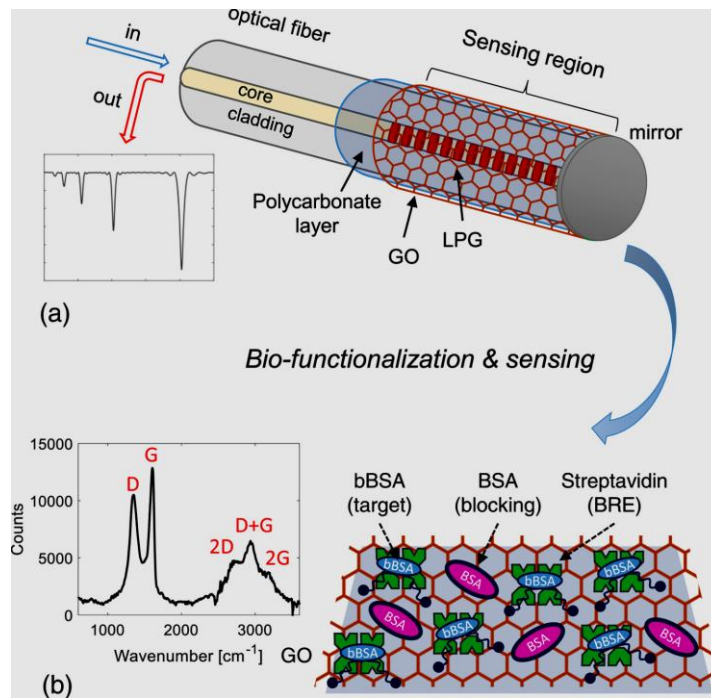 in
out
optical fiber
Sensing region
core
cladding
mirror
Polycarbonate
layer
GO
LPG
(a)
Bio-functionalization & sensing
15000
10000
5000
0
Counts
D
G
2D
D+G
2G
1000
2000
3000
Wavenumber [cm⁻¹]
(b)
bBSA
(target)
BSA
(blocking)
Streptavidin
(BRE)
bBSA
BSA
bBSA
bBSA
BSA
bBSA
bBSA
BSA
bBSA
BSA
GO